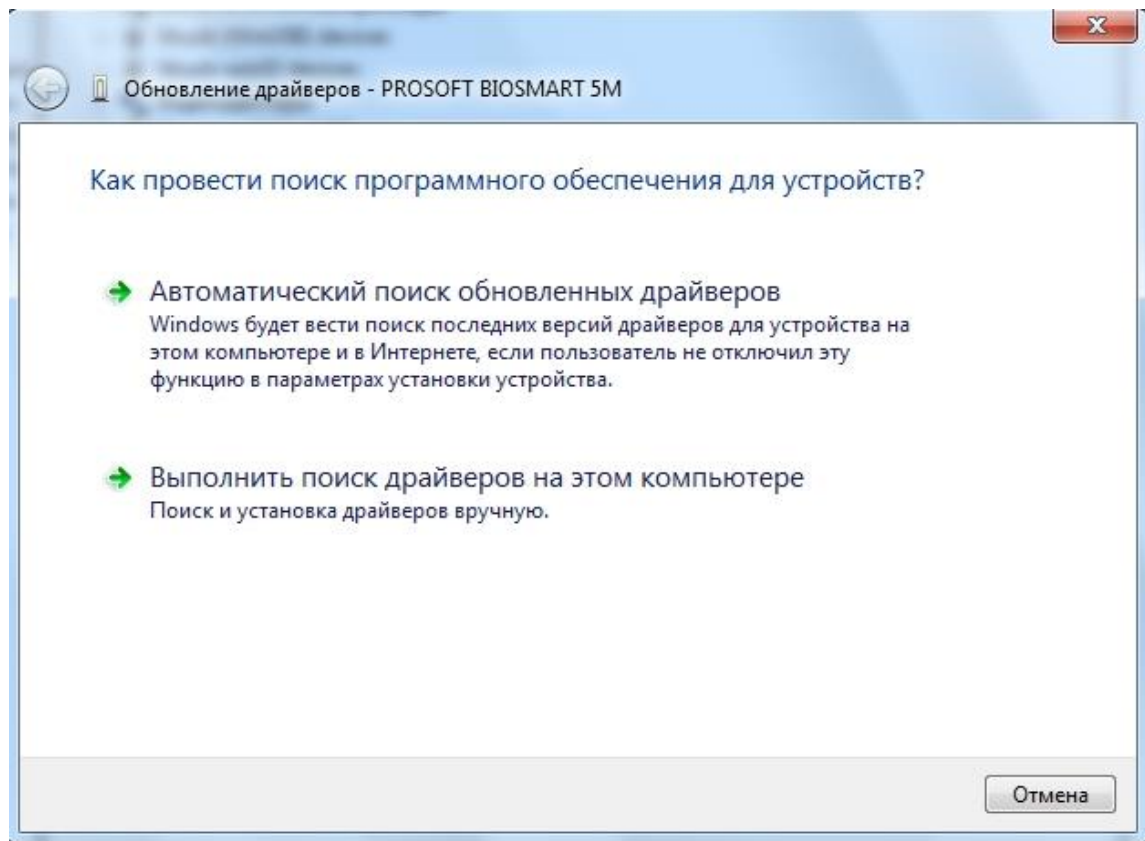 Обновление драйверов - PROSOFT BIOSMART 5M
Как провести поиск программного обеспечения для устройств?
Автоматический поиск обновленных драйверов
Windows будет вести поиск последних версий драйверов для устройства на
этом компьютере и в Интернете, если пользователь не отключил эту
функцию в параметрах установки устройства.
Выполнить поиск драйверов на этом компьютере
Поиск и установка драйверов вручную.
Отмена